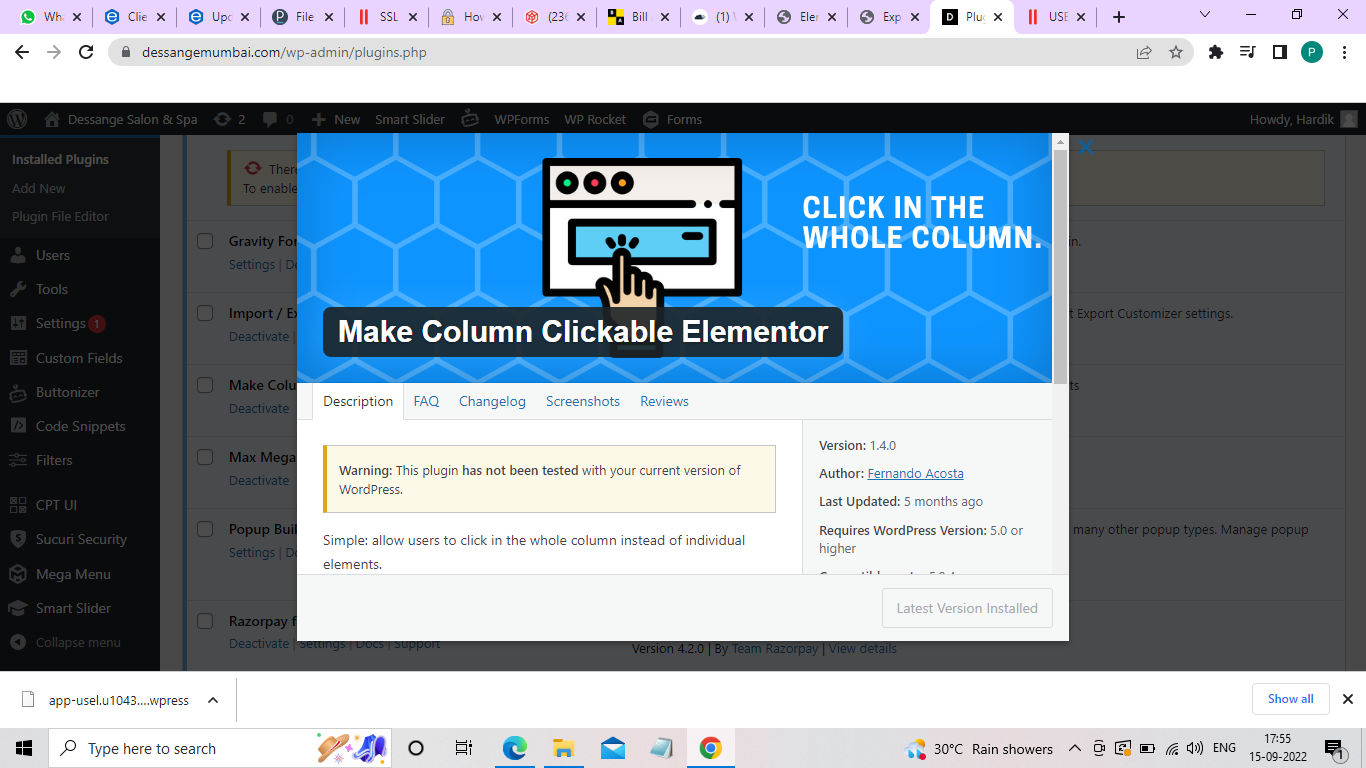 Wha
Clie
Upd
File
SSL
How
(236
Bill
(1) \
Eler
Exp
D
Plug
USE
dessangemumbai.com/wp-admin/plugins.php
P
Dessange Salon & Spa
2
0
New
Smart Slider
WPForms
WP Rocket
Forms
Howdy, Hardik
Installed Plugins
Add New
Plugin File Editor
Users
Tools
Settings 1
Custom Fields
Buttonizer
Code Snippets
Filters
CPT UI
Sucuri Security
Mega Menu
Smart Slider
Collapse menu
There
To enable
Gravity For
Settings | De
in.
Import / Ex
Deactivate |
t Export Customizer settings.
Make Colu
Deactivate
ts
Max Mega
Deactivate
Popup Buil
Settings | De
many other popup types. Manage popup
Razorpay f
Deactivate | Settings | Docs | Support
Version 4.2.0 | By Team Razorpay | View details
CLICK IN THE
WHOLE COLUMN.
Make Column Clickable Elementor
Description
FAQ
Changelog
Screenshots
Reviews
Warning: This plugin has not been tested with your current version of
WordPress.
Simple: allow users to click in the whole column instead of individual
elements.
Version: 1.4.0
Author: Fernando Acosta
Last Updated: 5 months ago
Requires WordPress Version: 5.0 or
higher
Latest Version Installed
app-usel.u1043....wpress
Show all
Type here to search
30°C Rain showers
ENG
17:55
15-09-2022
1